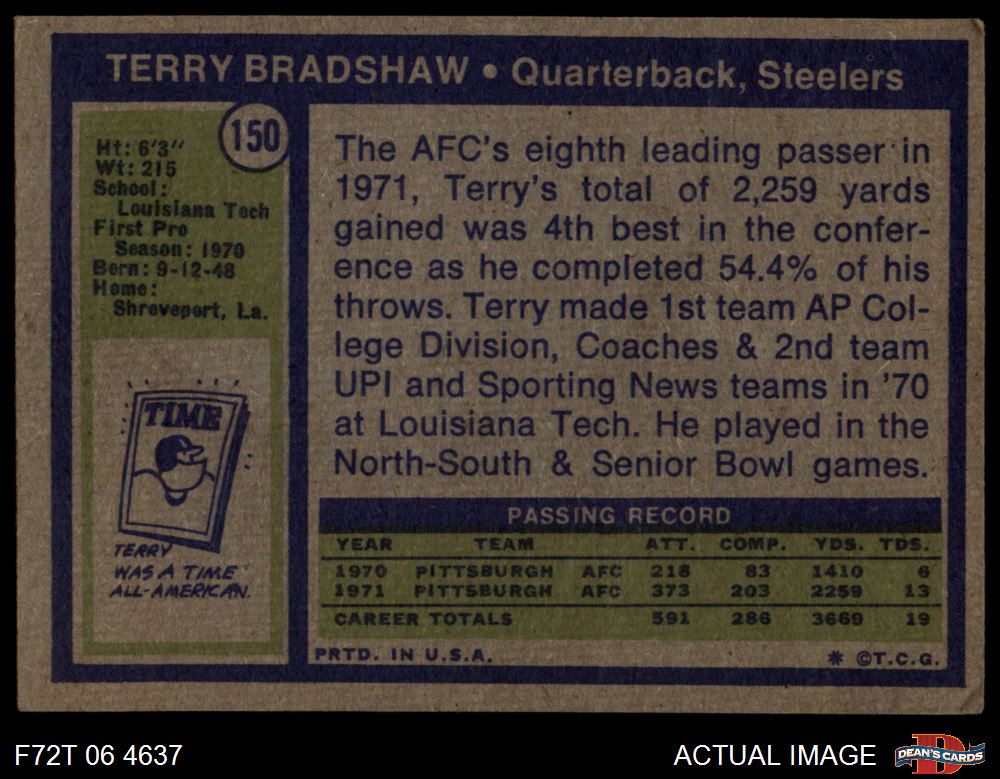 TERRY BRADSHAW • Quarterback, Steelers
150
Ht: 6'3"
Wt: 215
School:
Louisiana Tech
First Pro
Season: 1970
Born: 9-12-48
Home:
Shreveport, La.
TIME
TERRY
WAS A TIME
ALL-AMERICAN.
The AFC's eighth leading passer in
1971, Terry's total of 2,259 yards
gained was 4th best in the confer-
ence as he completed 54.4% of his
throws. Terry made 1st team AP Col-
lege Division, Coaches & 2nd team
UPI and Sporting News teams in '70
at Louisiana Tech. He played in the
North-South & Senior Bowl games.
PASSING RECORD
YEAR TEAM ATT. COMP. YDS. TDS.
1970 PITTSBURGH AFC 218 83 1410 6
1971 PITTSBURGH AFC 373 203 2259 13
CAREER TOTALS 591 286 3669 19
PRTD. IN U.S.A. * ©T.C.G.
F72T 06 4637 ACTUAL IMAGE
D
DEAN'S CARDS